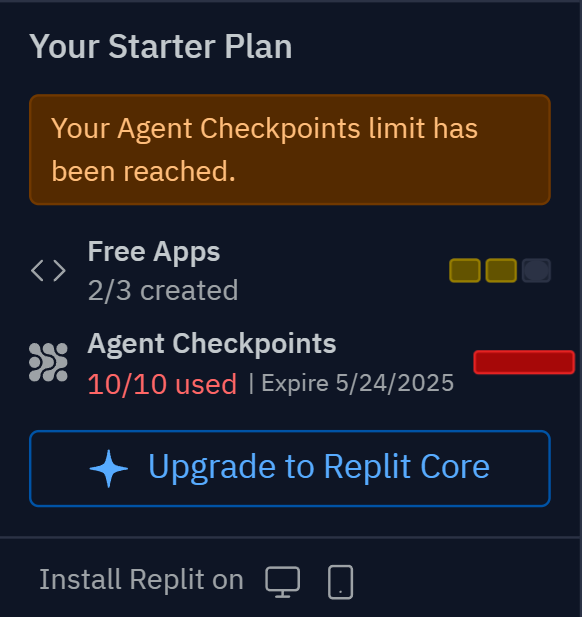 Your Starter Plan
Your Agent Checkpoints limit has
been reached.
Free Apps
2/3 created
Agent Checkpoints
10/10 used | Expire 5/24/2025
Upgrade to Replit Core
Install Replit on